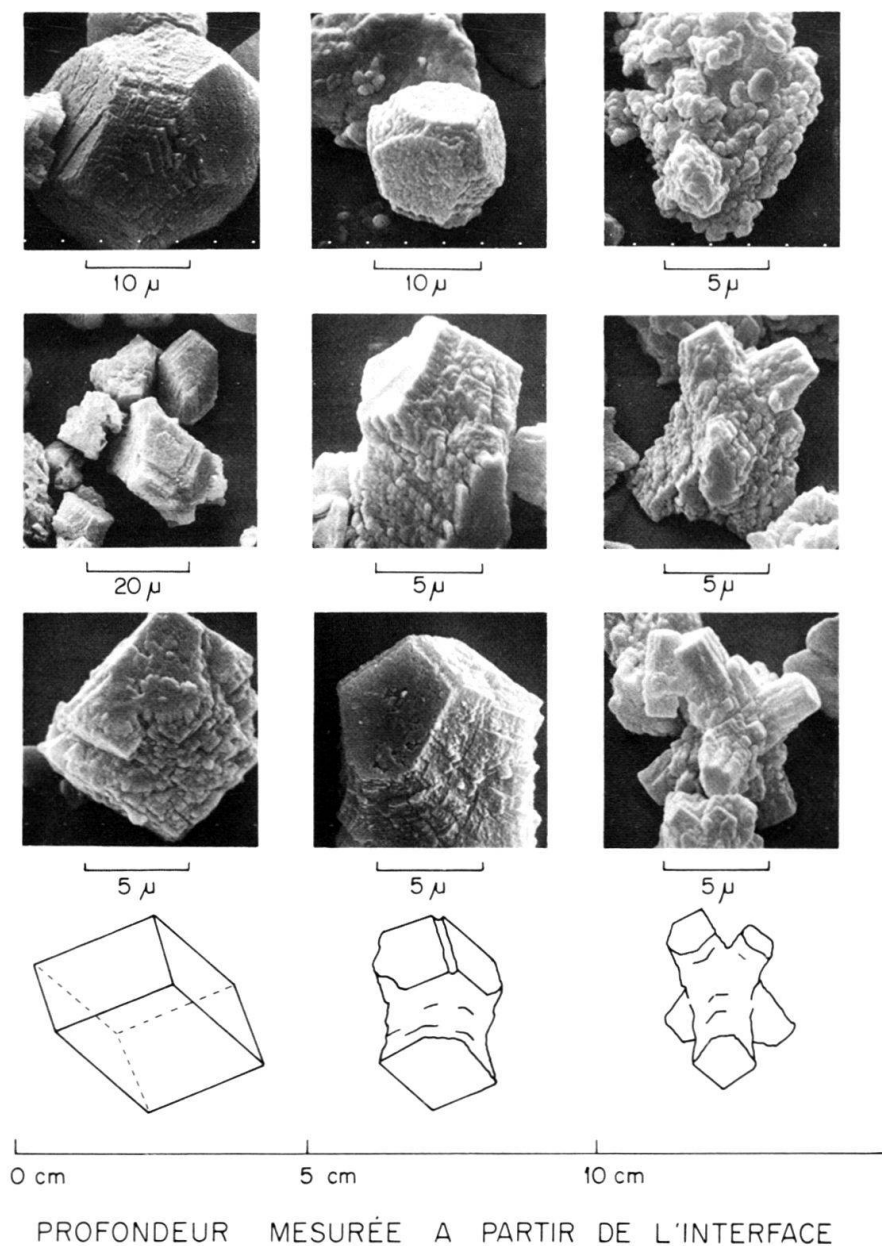 10 µ 10 µ 5 µ
20 µ 5 µ 5 µ
5 µ 5 µ 5 µ
0 cm 5 cm 10 cm
PROFONDEUR MESURÉE A PARTIR DE L'INTERFACE